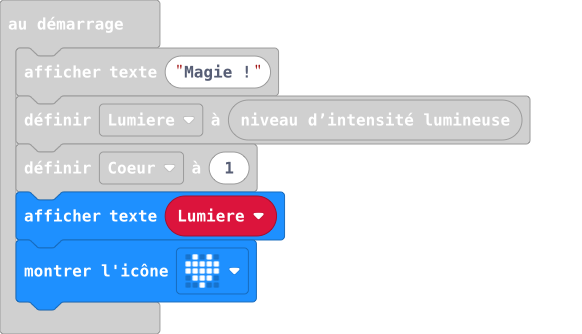 au démarrage
afficher texte "Magie !"
définir Lumiere à niveau d’intensité lumineuse
définir Coeur à 1
afficher texte Lumiere
montrer l'icône